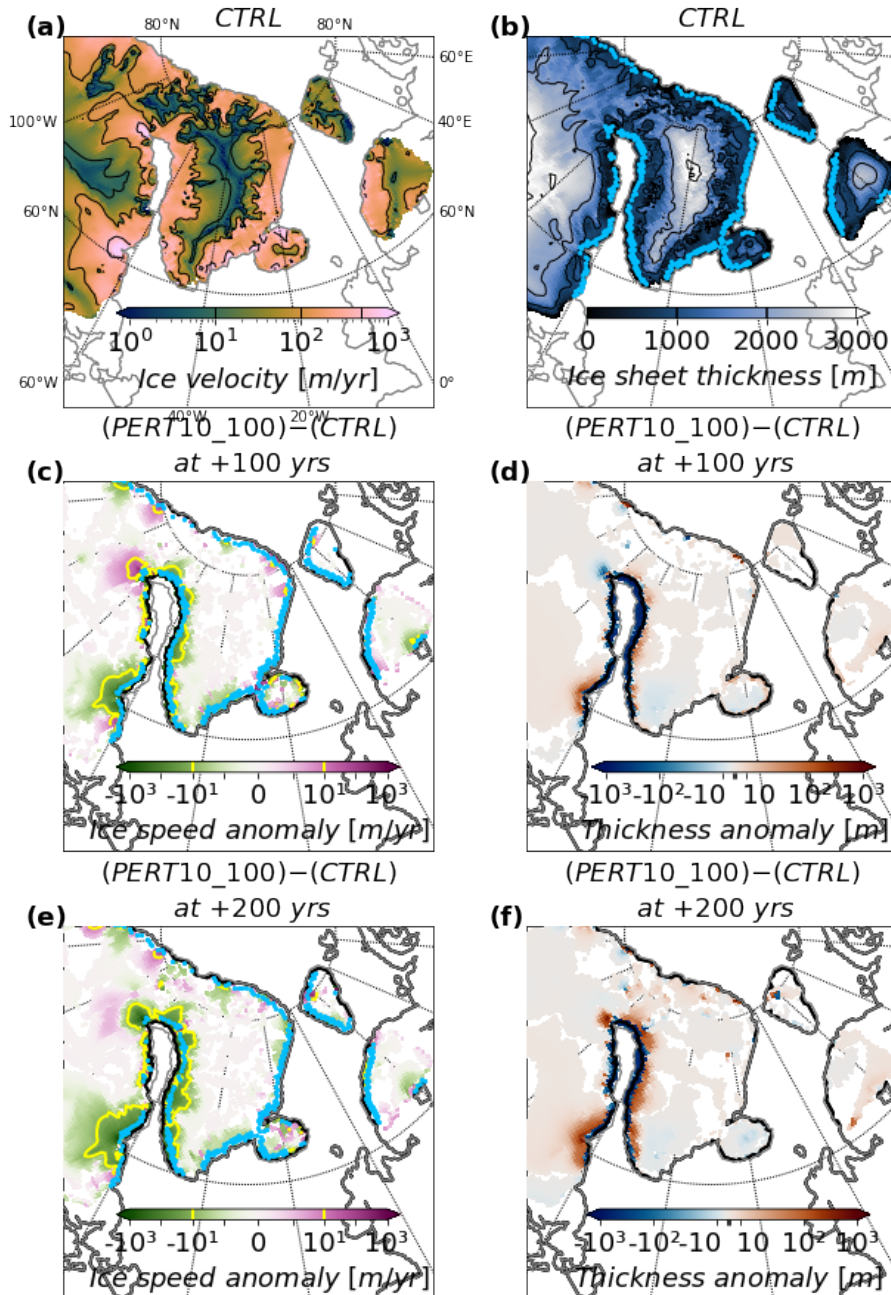 (a) CTRL
(b) CTRL
80°N 80°N
60°E
100°W
40°E
60°N 60°N
10⁰ 10¹ 10² 10³
Ice velocity [m/yr]
60°W 0°
40°W 20°W
0 1000 2000 3000
Ice sheet thickness [m]
(PERT10_100)−(CTRL)
(c) at +100 yrs
-10³ -10¹ 0 10¹ 10³
Ice speed anomaly [m/yr]
(PERT10_100)−(CTRL)
(d) at +100 yrs
-10³ -10² -10 10 10² 10³
Thickness anomaly [m]
(PERT10_100)−(CTRL)
(e) at +200 yrs
-10³ -10¹ 0 10¹ 10³
Ice speed anomaly [m/yr]
(PERT10_100)−(CTRL)
(f) at +200 yrs
-10³ -10² -10 10 10² 10³
Thickness anomaly [m]